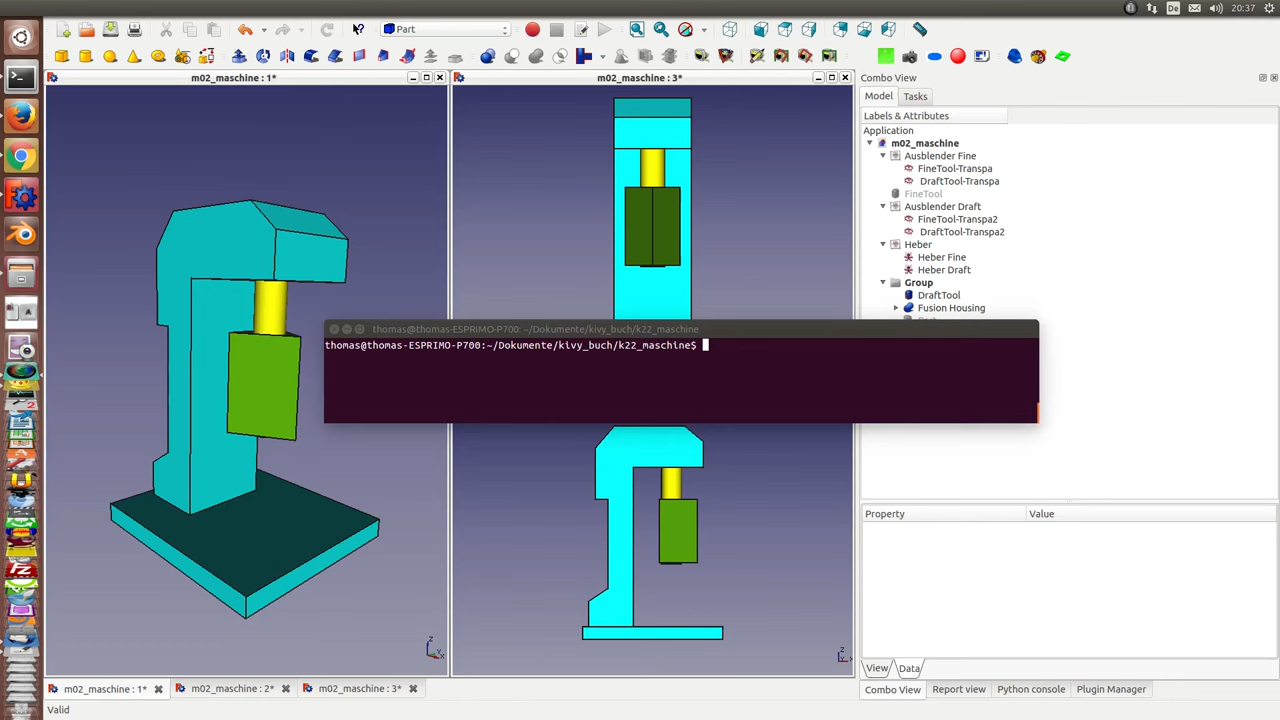 De
20:37
Part
m02_maschine : 1*
m02_maschine : 3*
Combo View
Model
Tasks
Labels & Attributes
Application
m02_maschine
Ausblender Fine
FineTool-Transpa
DraftTool-Transpa
FineTool
Ausblender Draft
FineTool-Transpa2
DraftTool-Transpa2
Heber
Heber Fine
Heber Draft
Group
DraftTool
Fusion Housing
thomas@thomas-ESPRIMO-P700: ~/Dokumente/kivy_buch/k22_maschine
thomas@thomas-ESPRIMO-P700:~/Dokumente/kivy_buch/k22_maschine$
Property
Value
View
Data
m02_maschine : 1*
m02_maschine : 2*
m02_maschine : 3*
Combo View
Report view
Python console
Plugin Manager
Valid